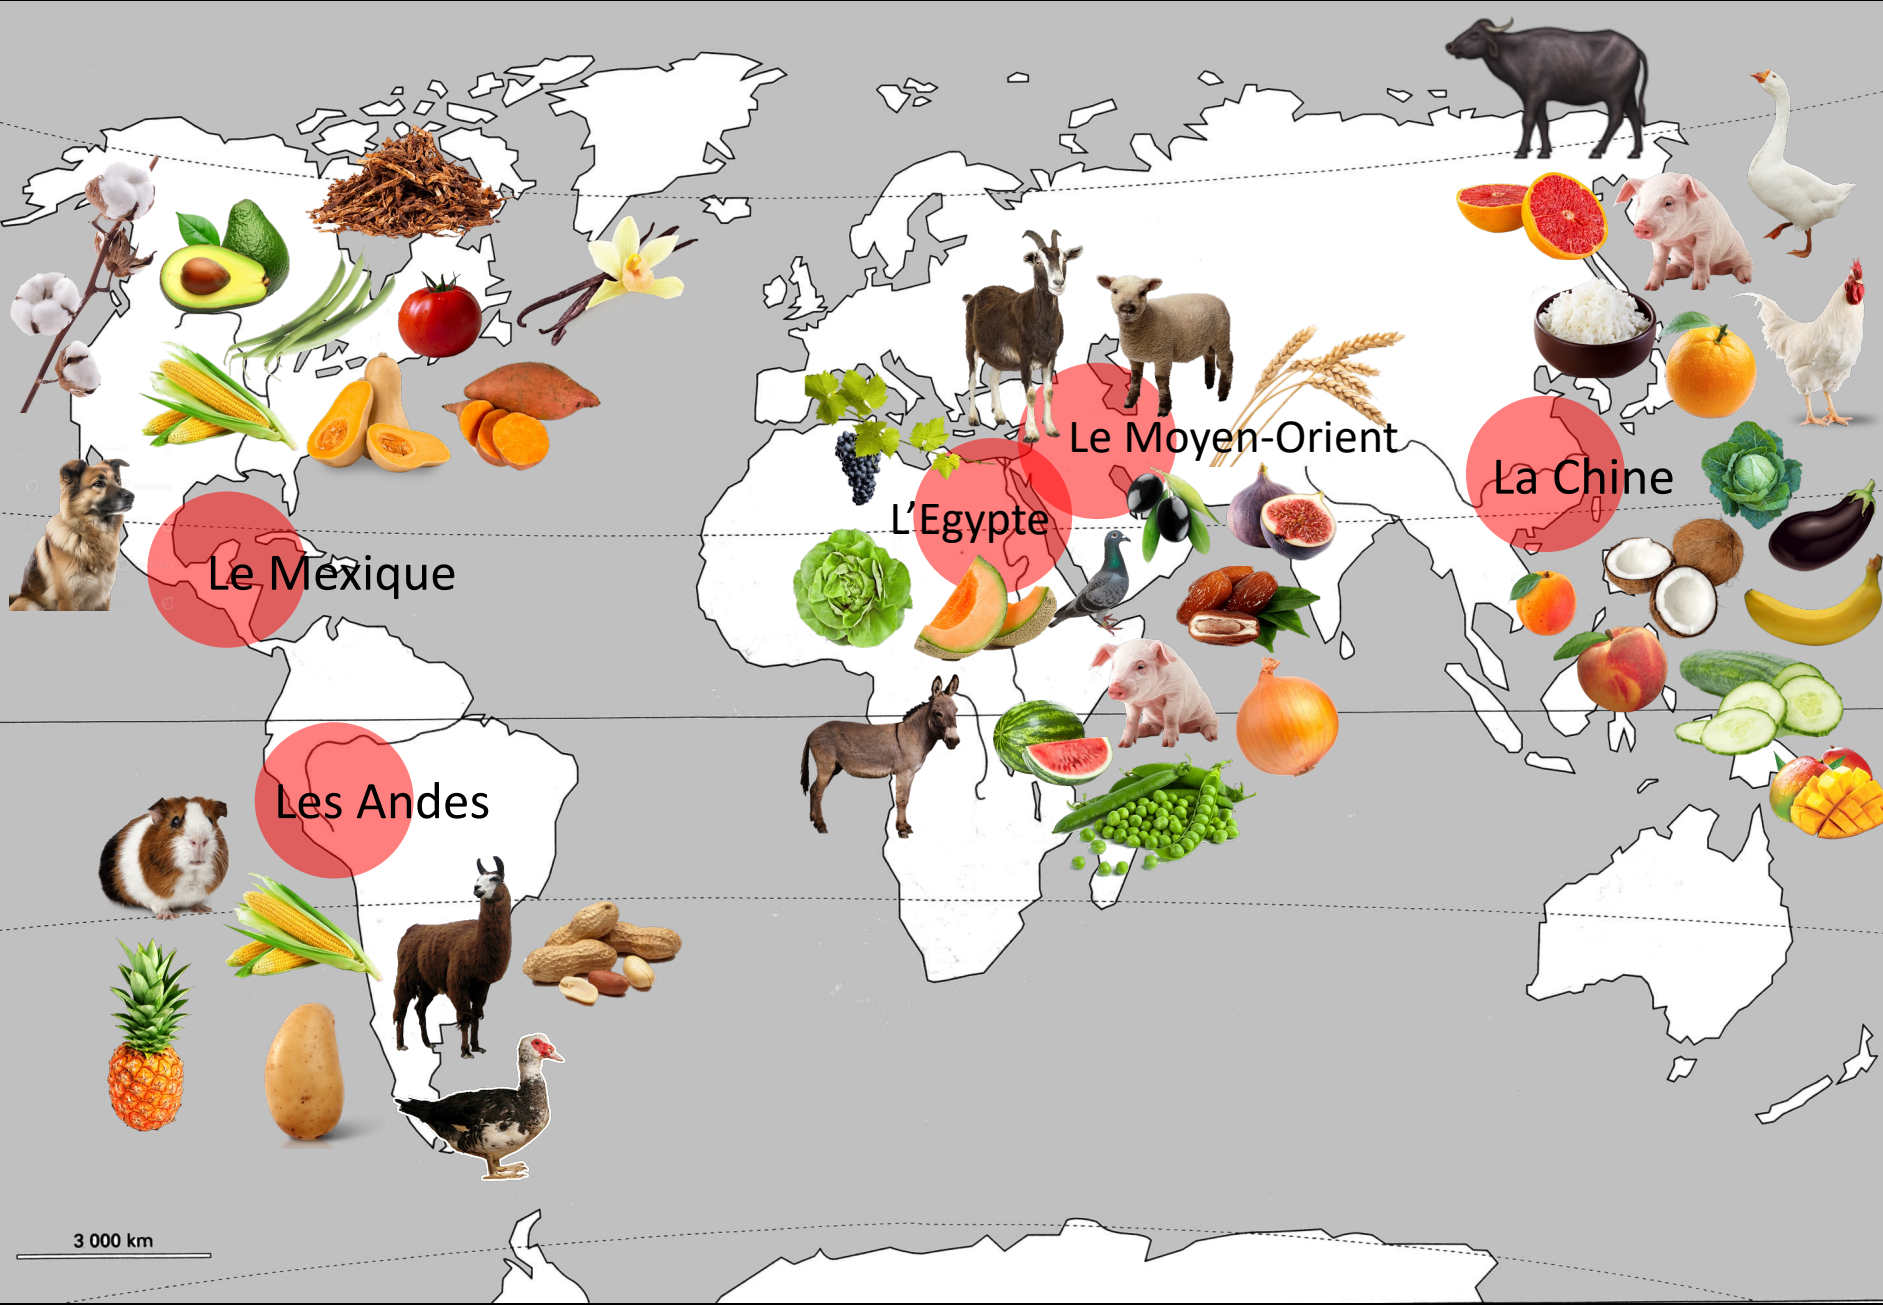 Le Moyen-Orient
La Chine
L’Egypte
Le Mexique
Les Andes
3 000 km